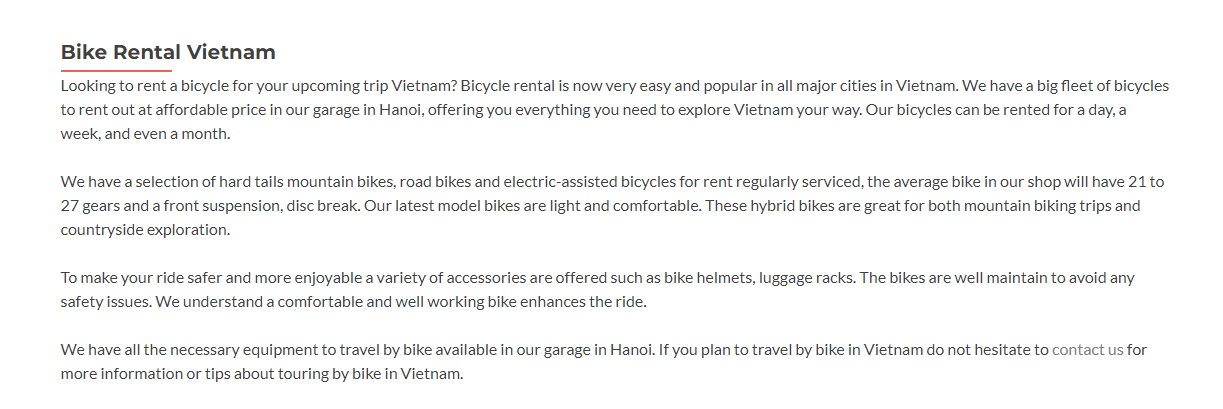 Bike Rental Vietnam
Looking to rent a bicycle for your upcoming trip Vietnam? Bicycle rental is now very easy and popular in all major cities in Vietnam. We have a big fleet of bicycles
to rent out at affordable price in our garage in Hanoi, offering you everything you need to explore Vietnam your way. Our bicycles can be rented for a day, a
week, and even a month.
We have a selection of hard tails mountain bikes, road bikes and electric-assisted bicycles for rent regularly serviced, the average bike in our shop will have 21 to
27 gears and a front suspension, disc break. Our latest model bikes are light and comfortable. These hybrid bikes are great for both mountain biking trips and
countryside exploration.
To make your ride safer and more enjoyable a variety of accessories are offered such as bike helmets, luggage racks. The bikes are well maintain to avoid any
safety issues. We understand a comfortable and well working bike enhances the ride.
We have all the necessary equipment to travel by bike available in our garage in Hanoi. If you plan to travel by bike in Vietnam do not hesitate to contact us for
more information or tips about touring by bike in Vietnam.